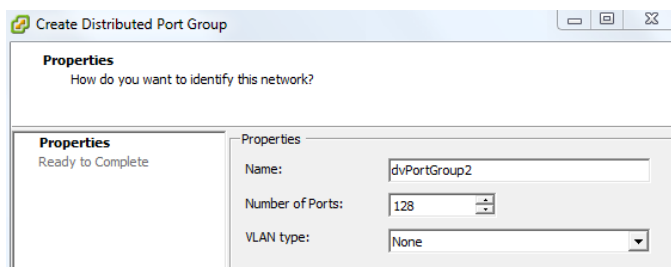 Create Distributed Port Group
Properties
How do you want to identify this network?
Properties
Ready to Complete
Properties
Name: dvPortGroup2
Number of Ports: 128
VLAN type: None